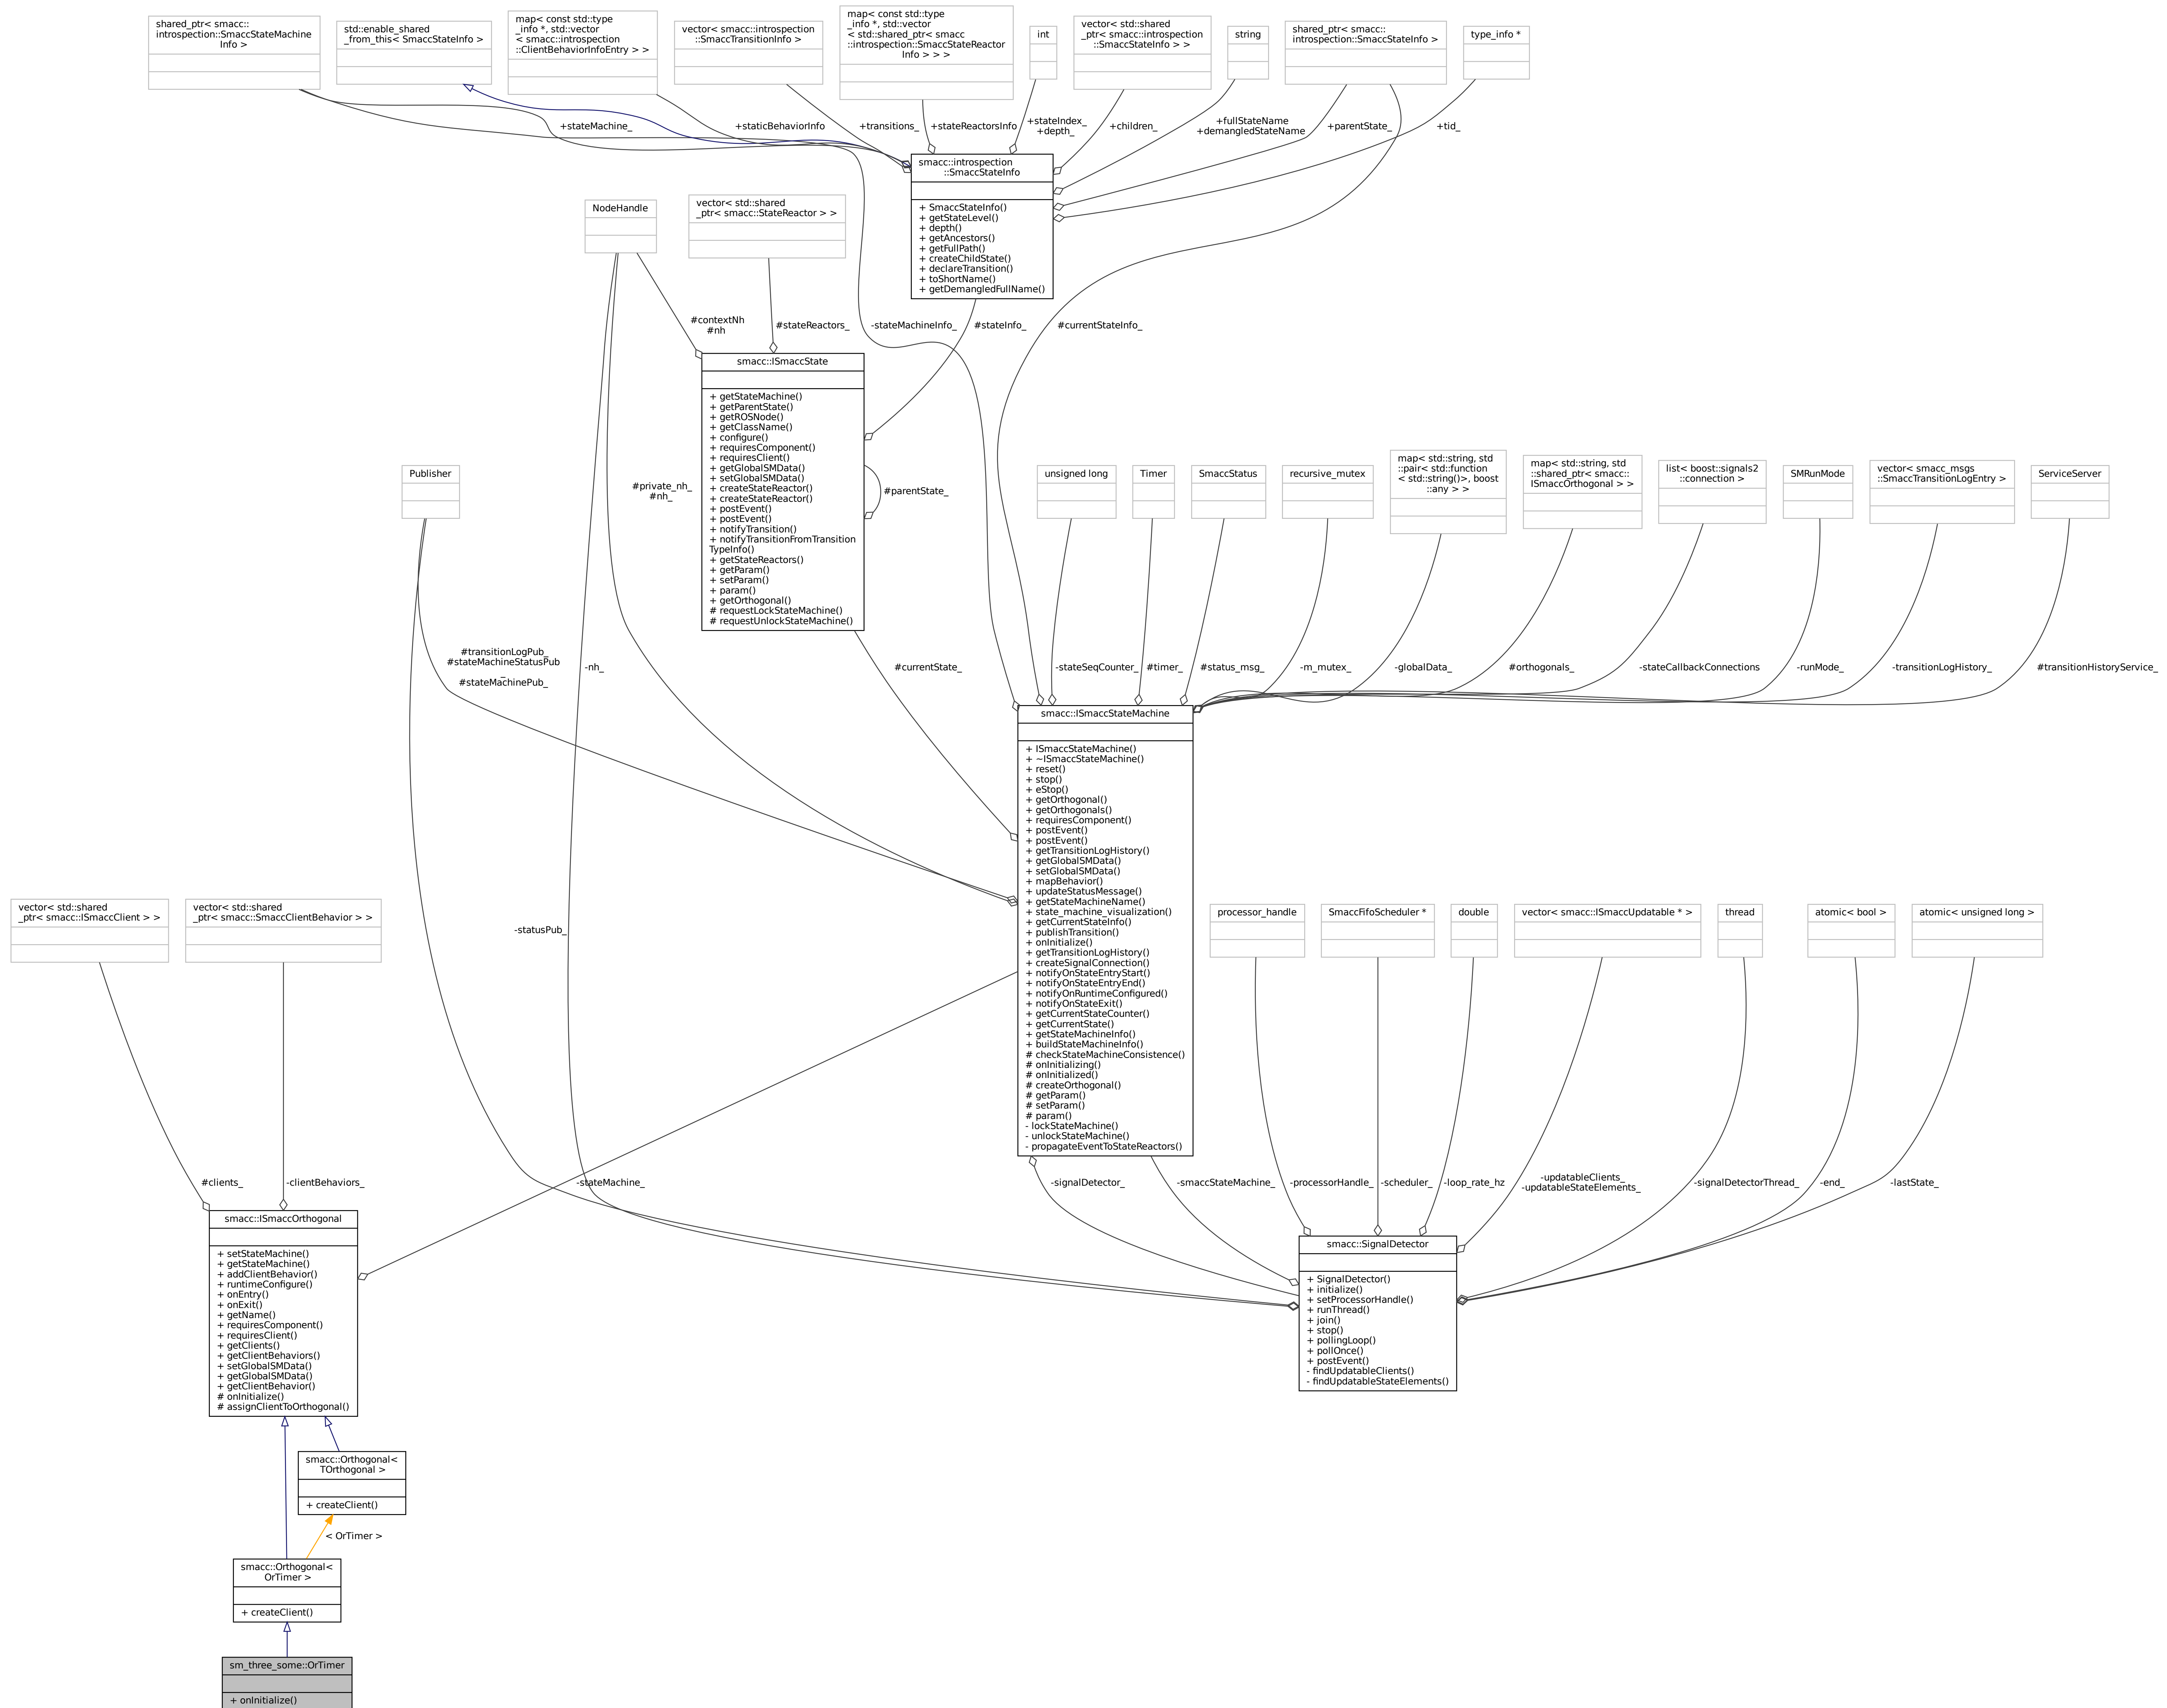 shared_ptr< smacc::
introspection::SmaccStateMachine
Info >
std::enable_shared
_from_this< SmaccStateInfo >
map< const std::type
_info *, std::vector
< smacc::introspection
::ClientBehaviorInfoEntry > >
vector< smacc::introspection
::SmaccTransitionInfo >
map< const std::type
_info *, std::vector
< std::shared_ptr< smacc
::introspection::SmaccStateReactor
Info > > >
int
vector< std::shared
_ptr< smacc::introspection
::SmaccStateInfo > >
string
shared_ptr< smacc::
introspection::SmaccStateInfo >
type_info *
+stateMachine_
+staticBehaviorInfo
+transitions_
+stateReactorsInfo
+stateIndex_
+depth_
+children_
+fullStateName
+demangledStateName
+parentState_
+tid_
smacc::introspection
::SmaccStateInfo
+ SmaccStateInfo()
+ getStateLevel()
+ depth()
+ getAncestors()
+ getFullPath()
+ createChildState()
+ declareTransition()
+ toShortName()
+ getDemangledFullName()
NodeHandle
vector< std::shared
_ptr< smacc::StateReactor > >
#contextNh
#nh
#stateReactors_
-stateMachineInfo_
#stateInfo_
#currentStateInfo_
smacc::ISmaccState
+ getStateMachine()
+ getParentState()
+ getROSNode()
+ getClassName()
+ configure()
+ requiresComponent()
+ requiresClient()
+ getGlobalSMData()
+ setGlobalSMData()
+ createStateReactor()
+ createStateReactor()
+ postEvent()
+ postEvent()
+ notifyTransition()
+ notifyTransitionFromTransition
TypeInfo()
+ getStateReactors()
+ getParam()
+ setParam()
+ param()
+ getOrthogonal()
# requestLockStateMachine()
# requestUnlockStateMachine()
#parentState_
Publisher
#private_nh_
#nh_
unsigned long
Timer
SmaccStatus
recursive_mutex
map< std::string, std
::pair< std::function
< std::string()>, boost
::any > >
map< std::string, std
::shared_ptr< smacc::
ISmaccOrthogonal > >
list< boost::signals2
::connection >
SMRunMode
vector< smacc_msgs
::SmaccTransitionLogEntry >
ServiceServer
#transitionLogPub_
#stateMachineStatusPub
_
#stateMachinePub_
-nh_
#currentState_
-stateSeqCounter_
#timer_
#status_msg_
-m_mutex_
-globalData_
#orthogonals_
-stateCallbackConnections
-runMode_
-transitionLogHistory_
#transitionHistoryService_
smacc::ISmaccStateMachine
+ ISmaccStateMachine()
+ ~ISmaccStateMachine()
+ reset()
+ stop()
+ eStop()
+ getOrthogonal()
+ getOrthogonals()
+ requiresComponent()
+ postEvent()
+ postEvent()
+ getTransitionLogHistory()
+ getGlobalSMData()
+ setGlobalSMData()
+ mapBehavior()
+ updateStatusMessage()
+ getStateMachineName()
+ state_machine_visualization()
+ getCurrentStateInfo()
+ publishTransition()
+ onInitialize()
+ getTransitionLogHistory()
+ createSignalConnection()
+ notifyOnStateEntryStart()
+ notifyOnStateEntryEnd()
+ notifyOnRuntimeConfigured()
+ notifyOnStateExit()
+ getCurrentStateCounter()
+ getCurrentState()
+ getStateMachineInfo()
+ buildStateMachineInfo()
# checkStateMachineConsistence()
# onInitializing()
# onInitialized()
# createOrthogonal()
# getParam()
# setParam()
# param()
- lockStateMachine()
- unlockStateMachine()
- propagateEventToStateReactors()
vector< std::shared
_ptr< smacc::ISmaccClient > >
vector< std::shared
_ptr< smacc::SmaccClientBehavior > >
-statusPub_
processor_handle
SmaccFifoScheduler *
double
vector< smacc::ISmaccUpdatable * >
thread
atomic< bool >
atomic< unsigned long >
#clients_
-clientBehaviors_
-stateMachine_
-signalDetector_
-smaccStateMachine_
-processorHandle_
-scheduler_
-loop_rate_hz
-updatableClients_
-updatableStateElements_
-signalDetectorThread_
-end_
-lastState_
smacc::ISmaccOrthogonal
+ setStateMachine()
+ getStateMachine()
+ addClientBehavior()
+ runtimeConfigure()
+ onEntry()
+ onExit()
+ getName()
+ requiresComponent()
+ requiresClient()
+ getClients()
+ getClientBehaviors()
+ setGlobalSMData()
+ getGlobalSMData()
+ getClientBehavior()
# onInitialize()
# assignClientToOrthogonal()
smacc::SignalDetector
+ SignalDetector()
+ initialize()
+ setProcessorHandle()
+ runThread()
+ join()
+ stop()
+ pollingLoop()
+ pollOnce()
+ postEvent()
- findUpdatableClients()
- findUpdatableStateElements()
smacc::Orthogonal<
TOrthogonal >
+ createClient()
< OrTimer >
smacc::Orthogonal<
OrTimer >
+ createClient()
sm_three_some::OrTimer
+ onInitialize()